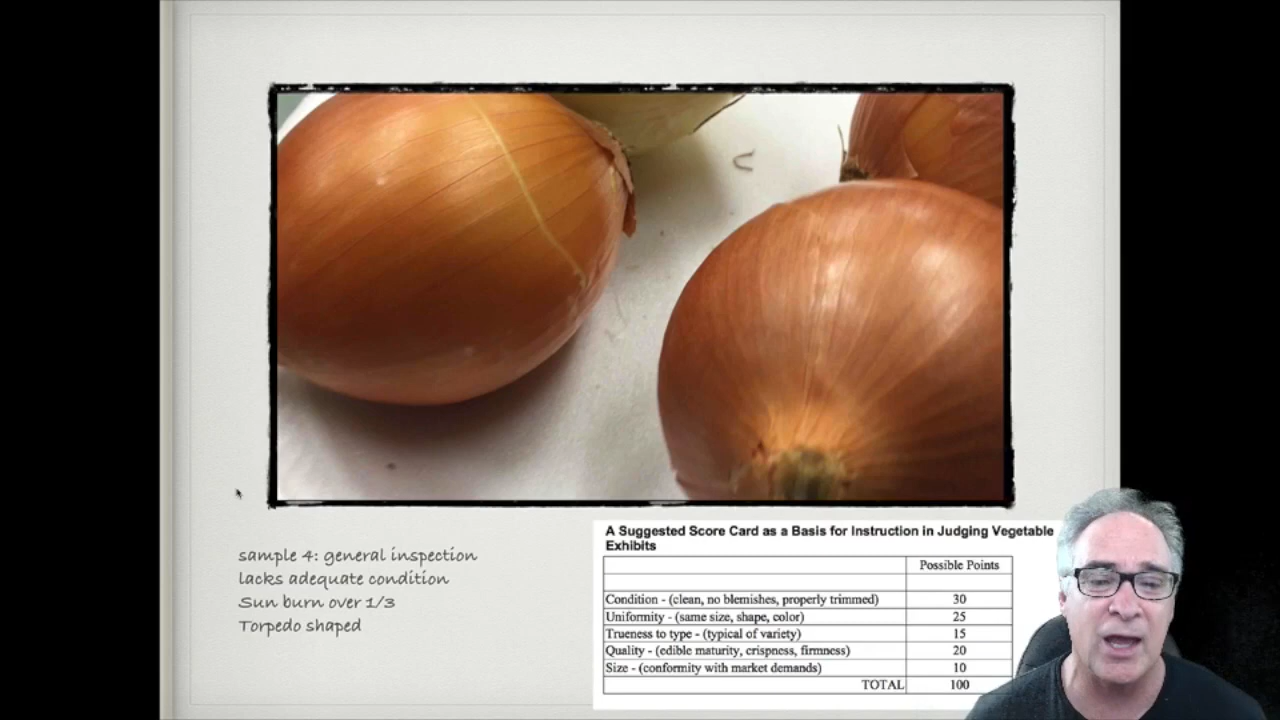 sample 4: general inspection
lacks adequate condition
Sun burn over 1/3
Torpedo shaped
A Suggested Score Card as a Basis for Instruction in Judging Vegetable
Exhibits
Possible Points
Condition - (clean, no blemishes, properly trimmed) 30
Uniformity - (same size, shape, color) 25
Trueness to type - (typical of variety) 15
Quality - (edible maturity, crispness, firmness) 20
Size - (conformity with market demands) 10
TOTAL 100